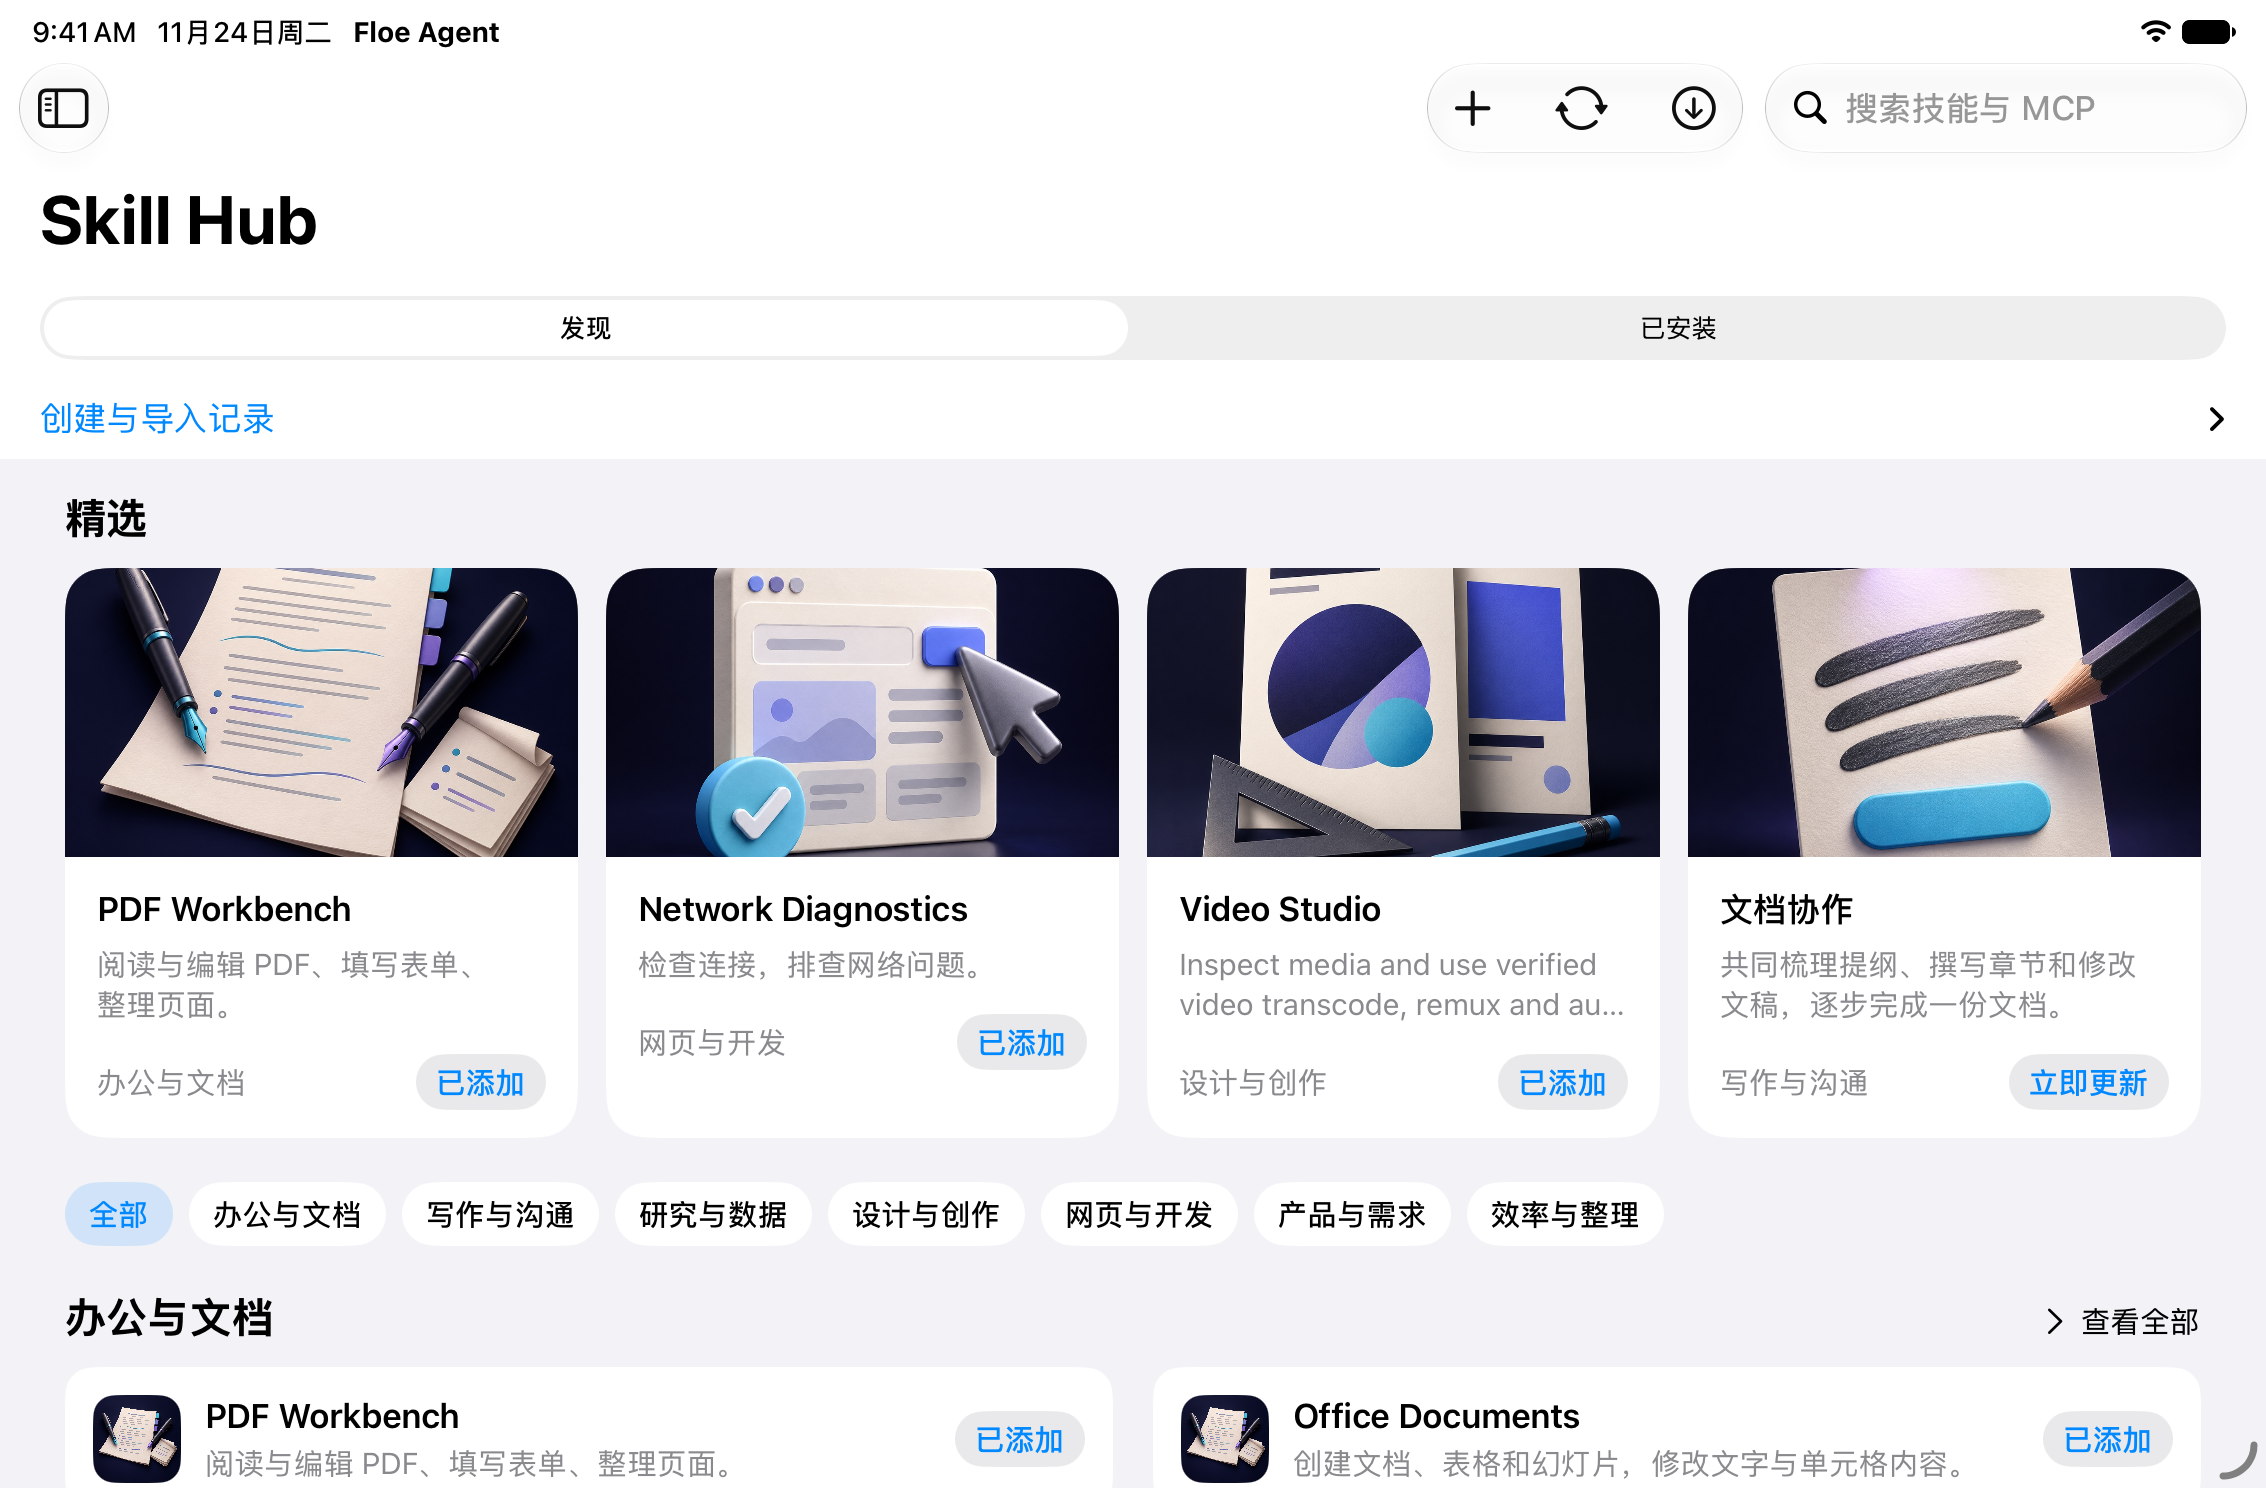 9:41 AM 11月24日周二 Floe Agent
搜索技能与 MCP
Skill Hub
发现
已安装
创建与导入记录
精选
PDF Workbench
阅读与编辑 PDF、填写表单、
整理页面。
办公与文档
已添加
Network Diagnostics
检查连接，排查网络问题。
网页与开发
已添加
Video Studio
Inspect media and use verified
video transcode, remux and au...
设计与创作
已添加
文档协作
共同梳理提纲、撰写章节和修改
文稿，逐步完成一份文档。
写作与沟通
立即更新
全部
办公与文档
写作与沟通
研究与数据
设计与创作
网页与开发
产品与需求
效率与整理
办公与文档
查看全部
PDF Workbench
阅读与编辑 PDF、填写表单、整理页面。
已添加
Office Documents
创建文档、表格和幻灯片，修改文字与单元格内容。
已添加